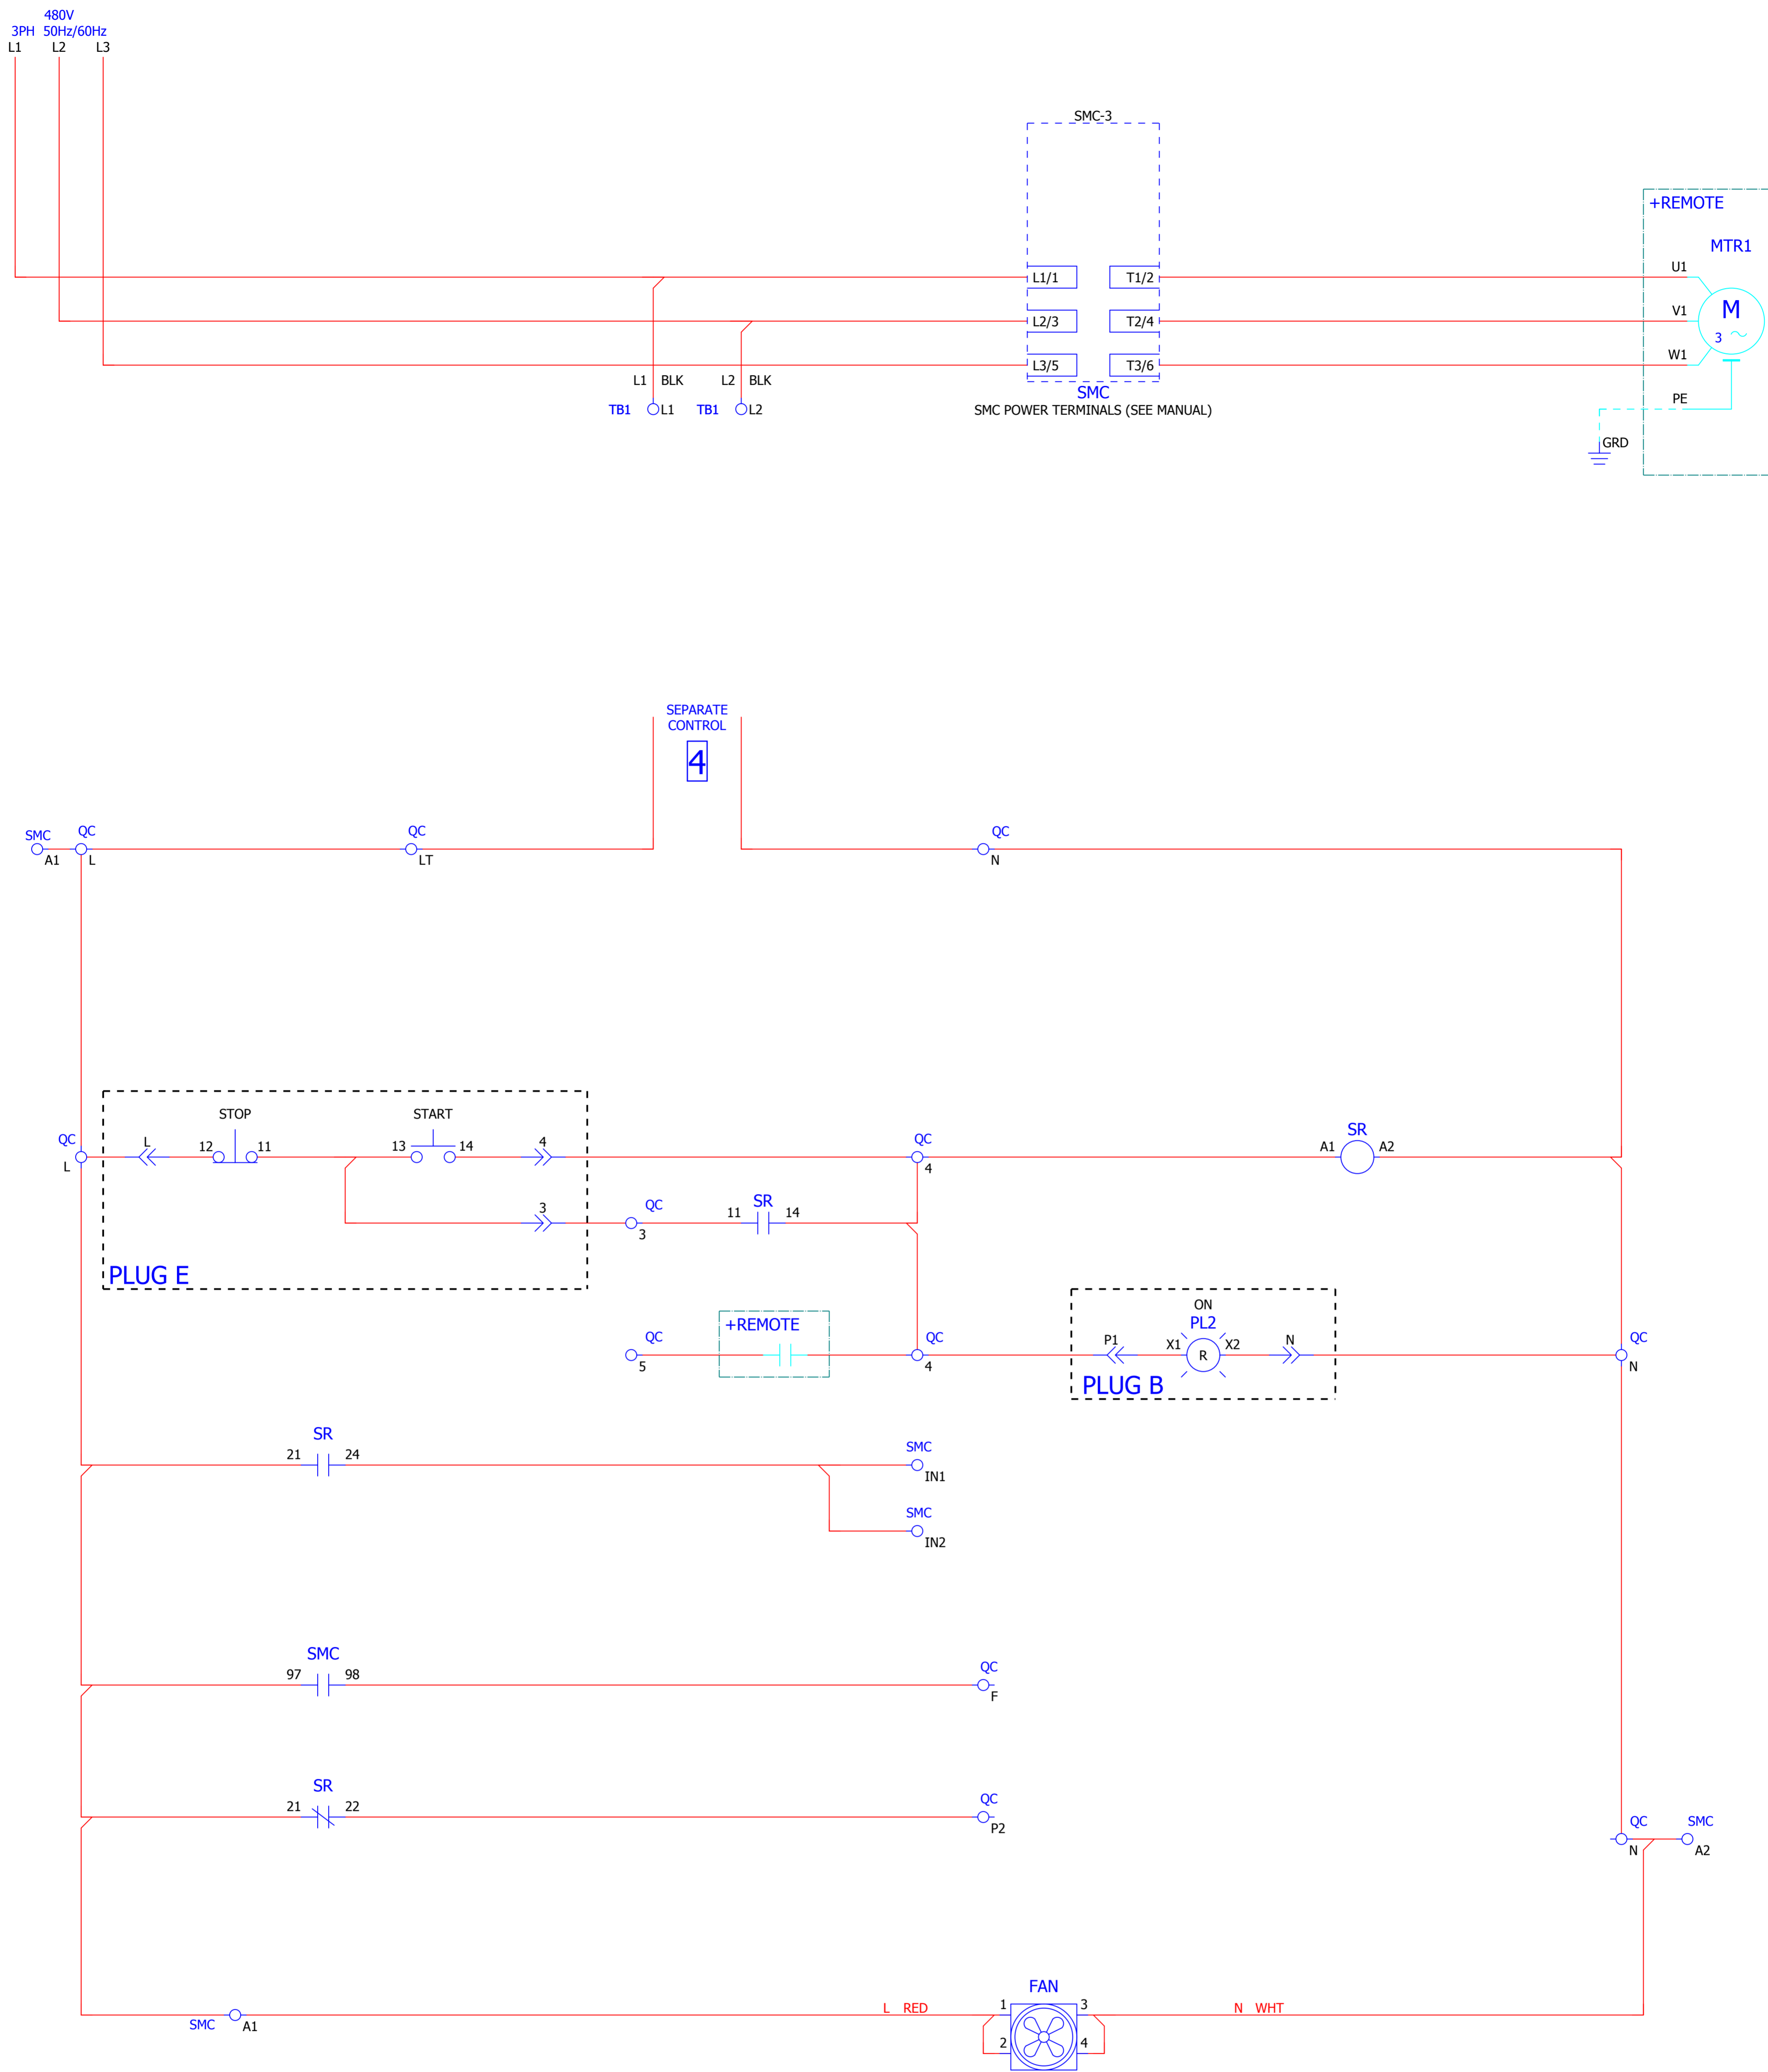 480V
3PH 50Hz/60Hz
L1 L2 L3
SMC-3
+REMOTE
MTR1
L1/1 T1/2 U1
L2/3 T2/4 V1
M
3
L3/5 T3/6 W1
L1 BLK L2 BLK
TB1 L1 TB1 L2
SMC
SMC POWER TERMINALS (SEE MANUAL)
PE
GRD
SEPARATE
CONTROL
4
SMC QC QC QC
A1 L LT N
STOP START
QC L 12 11 13 14 4 QC A1 SR A2
L 4
3 QC 11 SR 14
3
PLUG E
ON
+REMOTE PL2
QC QC P1 X1 R X2 N QC
5 4 N
PLUG B
SR
21 24 SMC
IN1
SMC
IN2
SMC
97 98 QC
F
SR
21 22 QC
P2
QC SMC
N A2
FAN
L RED 1 3 N WHT
SMC A1
2 4